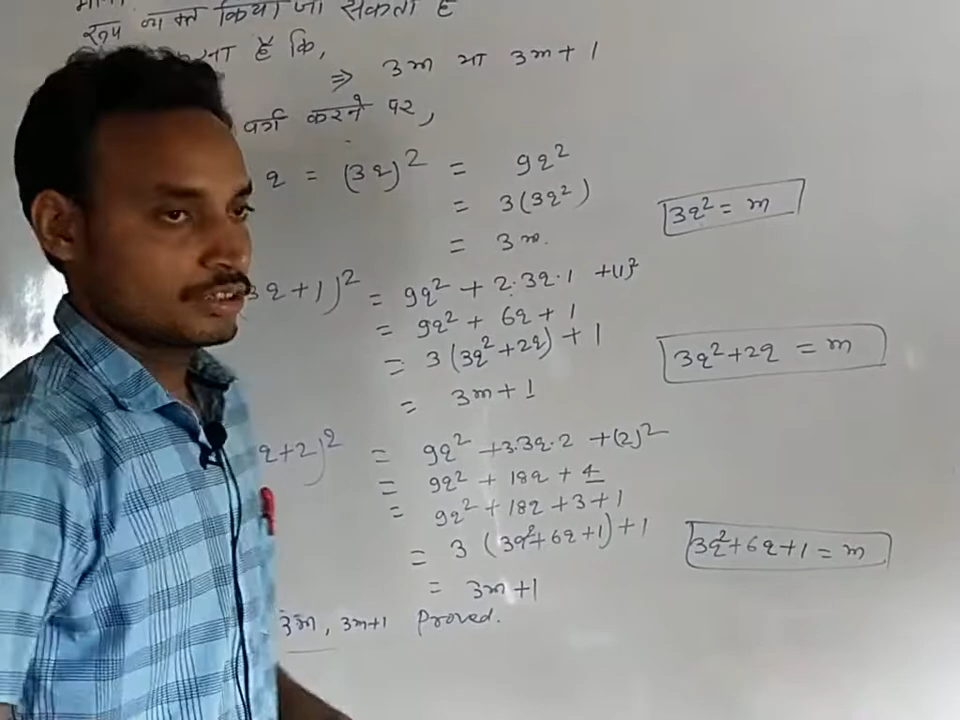 रूप व्यक्त किया जा सकता है
है कि,
⇒ 3m या 3m+1
वर्ग करने पर,
q = (3q)² = 9q²
= 3(3q²)
3q² = m
= 3m.
3q+1)² = 9q² + 2·3q·1 + (1)²
= 9q² + 6q + 1
= 3(3q²+2q) + 1
3q²+2q = m
= 3m+1
q+2)² = 9q² +3·3q·2 +(2)²
= 9q² + 18q + 4
= 9q² + 18q + 3+1
= 3 (3q²+6q+1)+1
3q²+6q+1 = m
= 3m+1
3m, 3m+1 Proved.